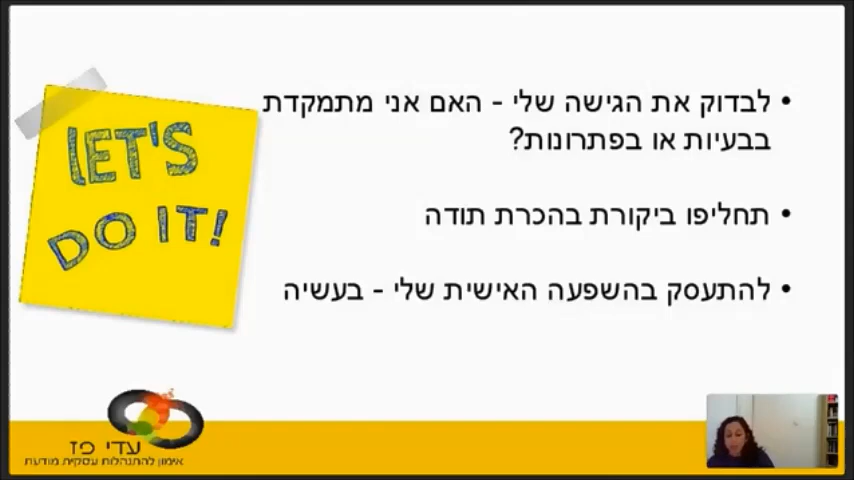 לבדוק את הגישה שלי - האם אני מתמקדת
בבעיות או בפתרונות?
תחליפו ביקורת בהכרת תודה
להתעסק בהשפעה האישית שלי - בעשיה
LET'S
DO IT!
עדי פז
אימון להתנהלות עסקית מודעת